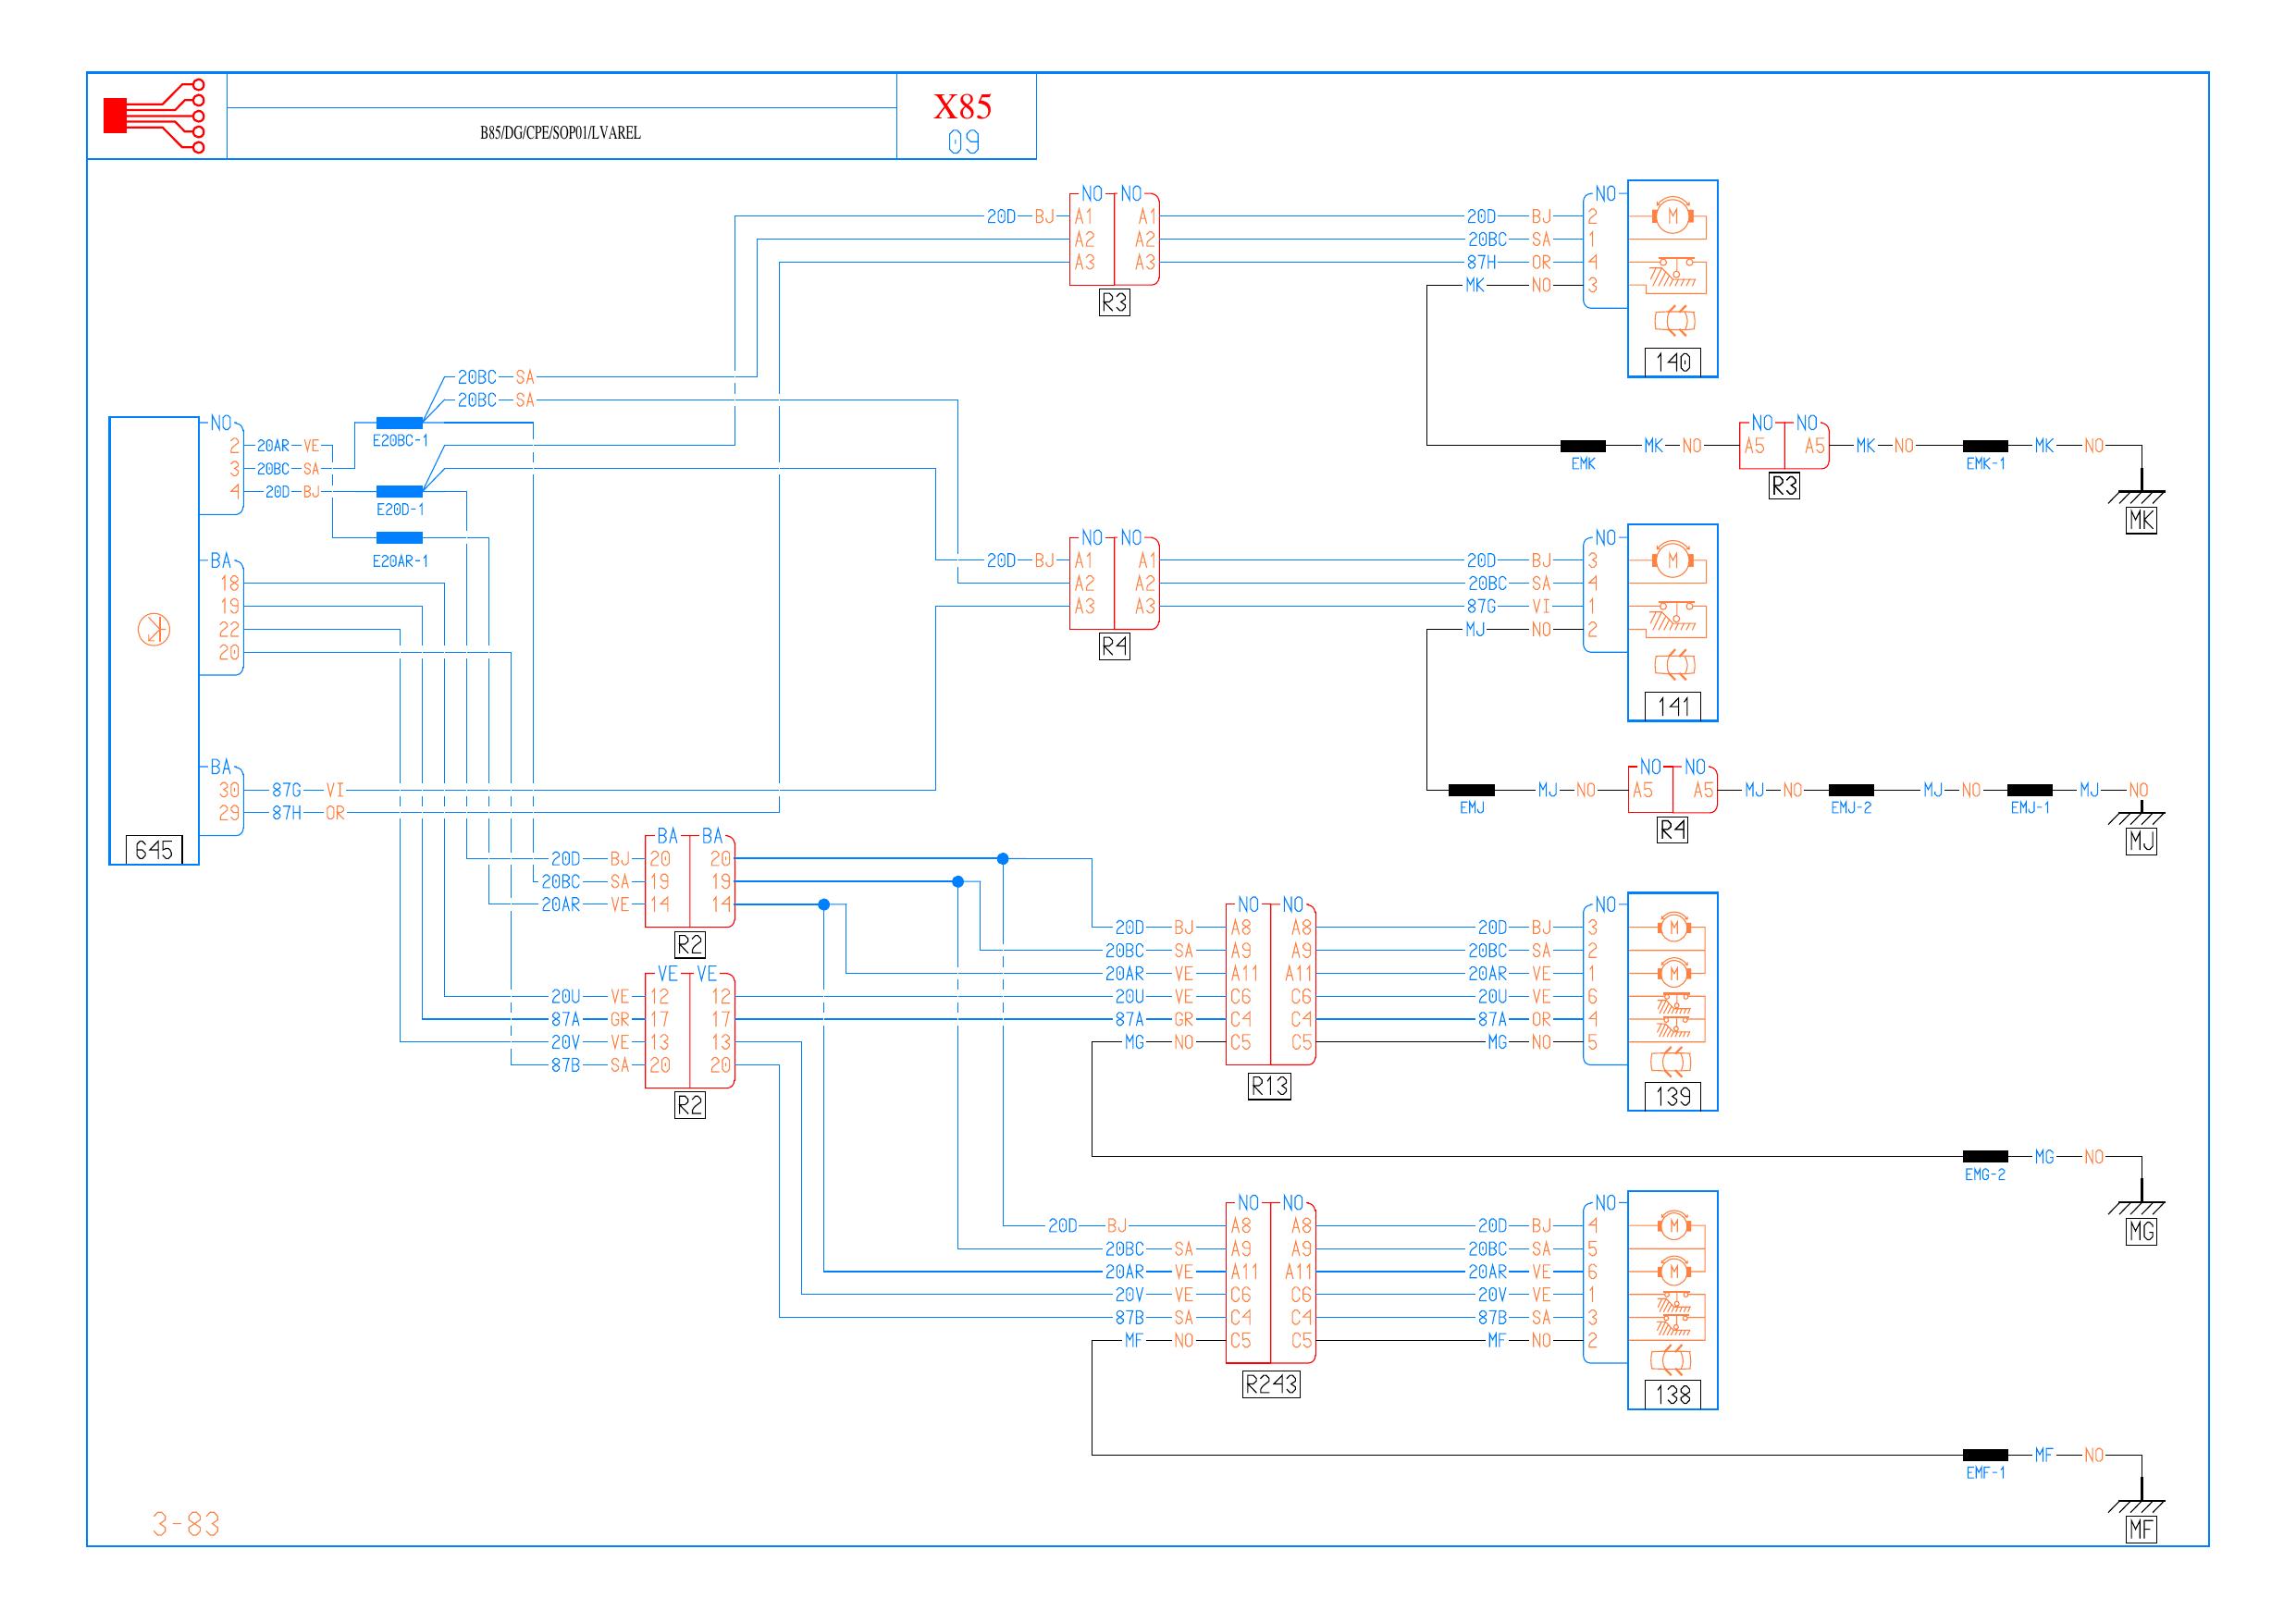 X85
B85/DG/CPE/SOP01/LVAREL
09
NO NO NO
20D BJ A1 A1 20D BJ 2 M
A2 A2 20BC SA 1
A3 A3 87H OR 4
MK NO 3
R3
140
20BC SA
20BC SA
NO
E20BC-1
2 20AR VE
3 20BC SA
4 20D BJ
E20D-1
E20AR-1
NO NO
EMK MK NO A5 A5 MK NO EMK-1 MK NO
R3
MK
NO NO NO
20D BJ A1 A1 20D BJ 3 M
A2 A2 20BC SA 4
A3 A3 87G VI 1
MJ NO 2
R4
141
BA
18
19
22
20
BA
30 87G VI
29 87H OR
645
NO NO
EMJ MJ NO A5 A5 MJ NO EMJ-2 MJ NO EMJ-1 MJ NO
R4
MJ
BA BA
20D BJ 20 20
20BC SA 19 19
20AR VE 14 14
R2
VE VE
20U VE 12 12
87A GR 17 17
20V VE 13 13
87B SA 20 20
R2
NO NO NO
20D BJ A8 A8 20D BJ 3 M
20BC SA A9 A9 20BC SA 2
20AR VE A11 A11 20AR VE 1 M
20U VE C6 C6 20U VE 6
87A GR C4 C4 87A OR 4
MG NO C5 C5 MG NO 5
R13
139
EMG-2 MG NO
MG
NO NO NO
20D BJ A8 A8 20D BJ 4 M
20BC SA A9 A9 20BC SA 5
20AR VE A11 A11 20AR VE 6 M
20V VE C6 C6 20V VE 1
87B SA C4 C4 87B SA 3
MF NO C5 C5 MF NO 2
R243
138
EMF-1 MF NO
MF
3-83